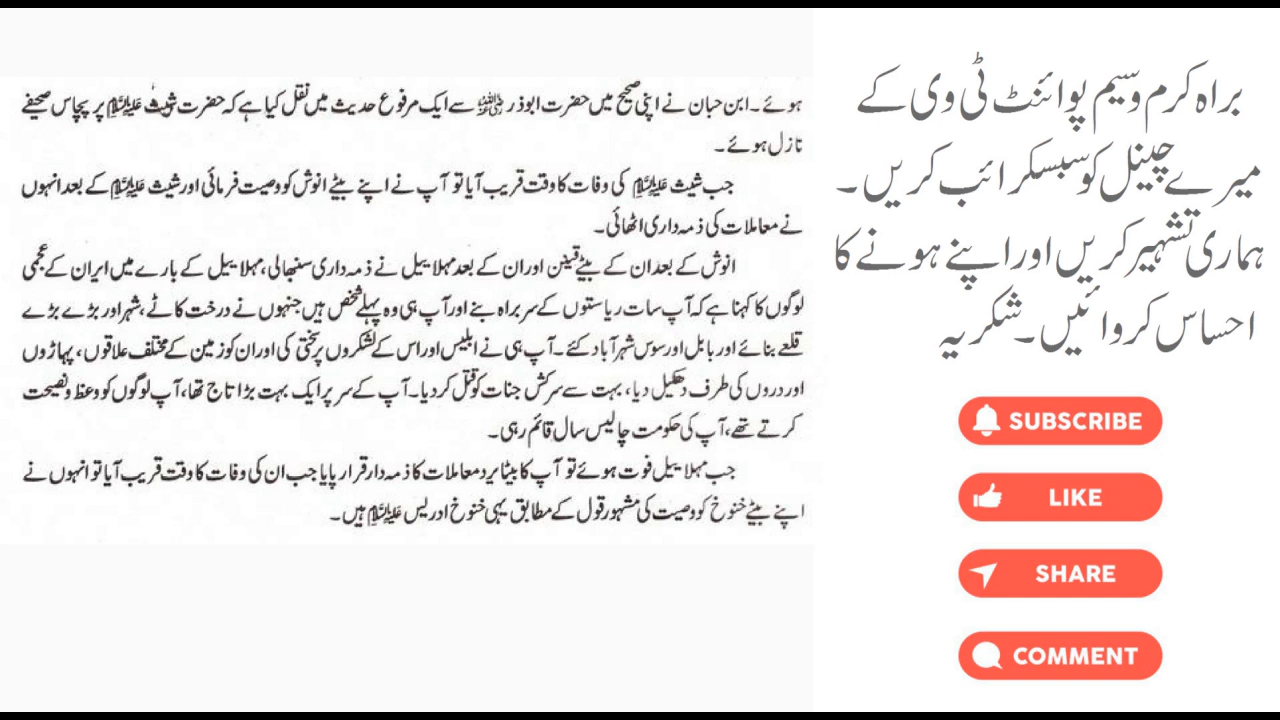 ہوئے۔ ابن حبان نے اپنی صحیح میں حضرت ابوذر رضی اللہ عنہ سے ایک مرفوع حدیث میں نقل کیا ہے کہ حضرت شیث علیہ السلام پر پچاس صحیفے
نازل ہوئے۔
جب شیث علیہ السلام کی وفات کا وقت قریب آیا تو آپ نے اپنے بیٹے انوش کو وصیت فرمائی اور شیث علیہ السلام کے بعد انہوں
نے معاملات کی ذمہ داری اٹھائی۔
انوش کے بعد ان کے بیٹے قینن اور ان کے بعد مہلاییل نے ذمہ داری سنبھالی، مہلاییل کے بارے میں ایران کے عجمی
لوگوں کا کہنا ہے کہ آپ سات ریاستوں کے سربراہ بنے اور آپ ہی وہ پہلے شخص ہیں جنہوں نے درخت کاٹے، شہر اور بڑے بڑے
قلعے بنائے اور بابل اور سوس شہر آباد کئے۔ آپ ہی نے ابلیس اور اس کے لشکروں پر سختی کی اور ان کو زمین کے مختلف علاقوں، پہاڑوں
اور دروں کی طرف دھکیل دیا، بہت سے سرکش جنات کو قتل کر دیا۔ آپ کے سر پر ایک بہت بڑا تاج تھا، آپ لوگوں کو وعظ و نصیحت
کرتے تھے، آپ کی حکومت چالیس سال قائم رہی۔
جب مہلاییل فوت ہوئے تو آپ کا بیٹا یرد معاملات کا ذمہ دار قرار پایا جب ان کی وفات کا وقت قریب آیا تو انہوں نے
اپنے بیٹے خنوخ کو وصیت کی مشہور قول کے مطابق یہی خنوخ ادریس علیہ السلام ہیں۔
براہ کرم وسیم پوائنٹ ٹی وی کے
میرے چینل کو سبسکرائب کریں۔
ہماری تشہیر کریں اور اپنے ہونے کا
احساس کروائیں۔ شکریہ
SUBSCRIBE
LIKE
SHARE
COMMENT